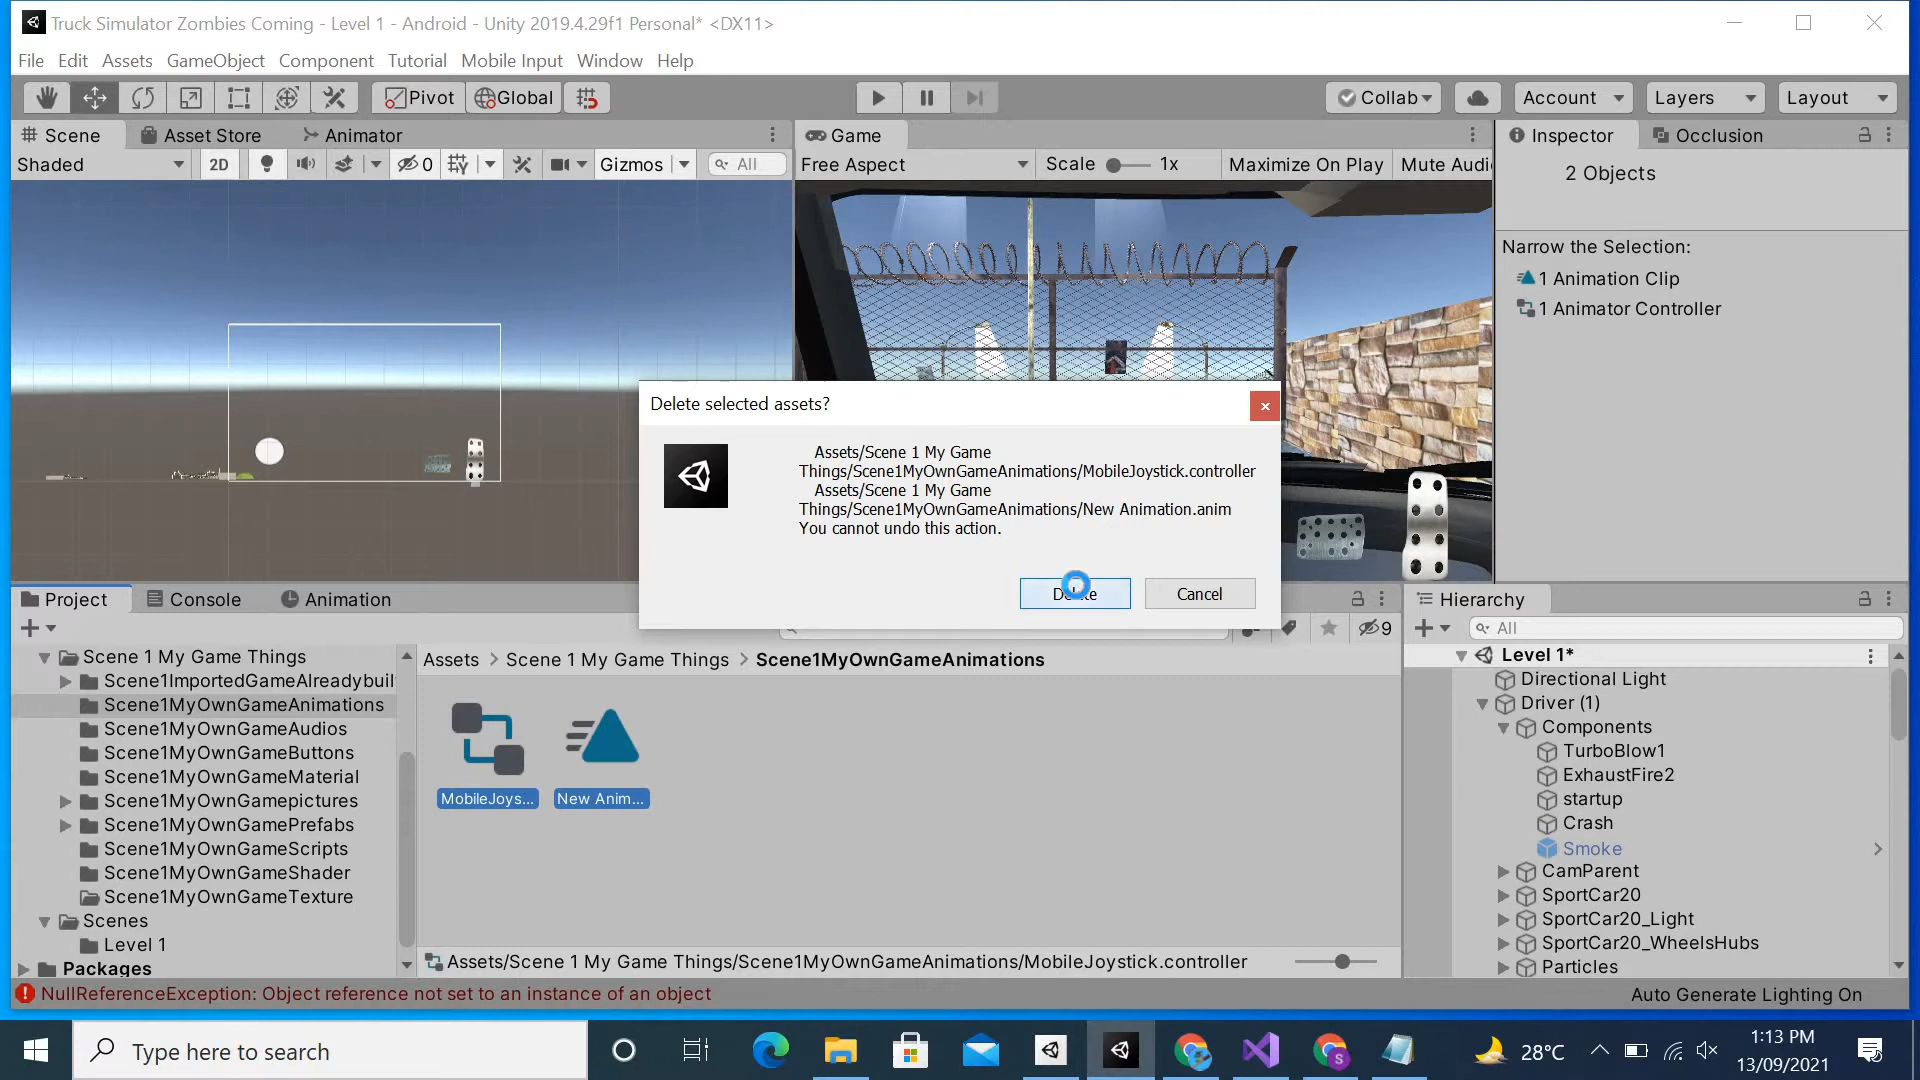 Truck Simulator Zombies Coming - Level 1 - Android - Unity 2019.4.29f1 Personal* <DX11>
File Edit Assets GameObject Component Tutorial Mobile Input Window Help
Pivot Global Collab Account Layers Layout
Scene Asset Store Animator
Shaded 2D 0 Gizmos All
Game
Free Aspect Scale 1x Maximize On Play Mute Audi
Inspector Occlusion
2 Objects
Narrow the Selection:
1 Animation Clip
1 Animator Controller
Delete selected assets?
Assets/Scene 1 My Game
Things/Scene1MyOwnGameAnimations/MobileJoystick.controller
Assets/Scene 1 My Game
Things/Scene1MyOwnGameAnimations/New Animation.anim
You cannot undo this action.
Delete Cancel
Project Console Animation
9
Scene 1 My Game Things
Scene1ImportedGameAlreadybuil
Scene1MyOwnGameAnimations
Scene1MyOwnGameAudios
Scene1MyOwnGameButtons
Scene1MyOwnGameMaterial
Scene1MyOwnGamepictures
Scene1MyOwnGamePrefabs
Scene1MyOwnGameScripts
Scene1MyOwnGameShader
Scene1MyOwnGameTexture
Scenes
Level 1
Packages
Assets > Scene 1 My Game Things > Scene1MyOwnGameAnimations
MobileJoys... New Anim...
Assets/Scene 1 My Game Things/Scene1MyOwnGameAnimations/MobileJoystick.controller
Hierarchy
All
Level 1*
Directional Light
Driver (1)
Components
TurboBlow1
ExhaustFire2
startup
Crash
Smoke
CamParent
SportCar20
SportCar20_Light
SportCar20_WheelsHubs
Particles
NullReferenceException: Object reference not set to an instance of an object
Auto Generate Lighting On
Type here to search
S
28°C
1:13 PM
13/09/2021